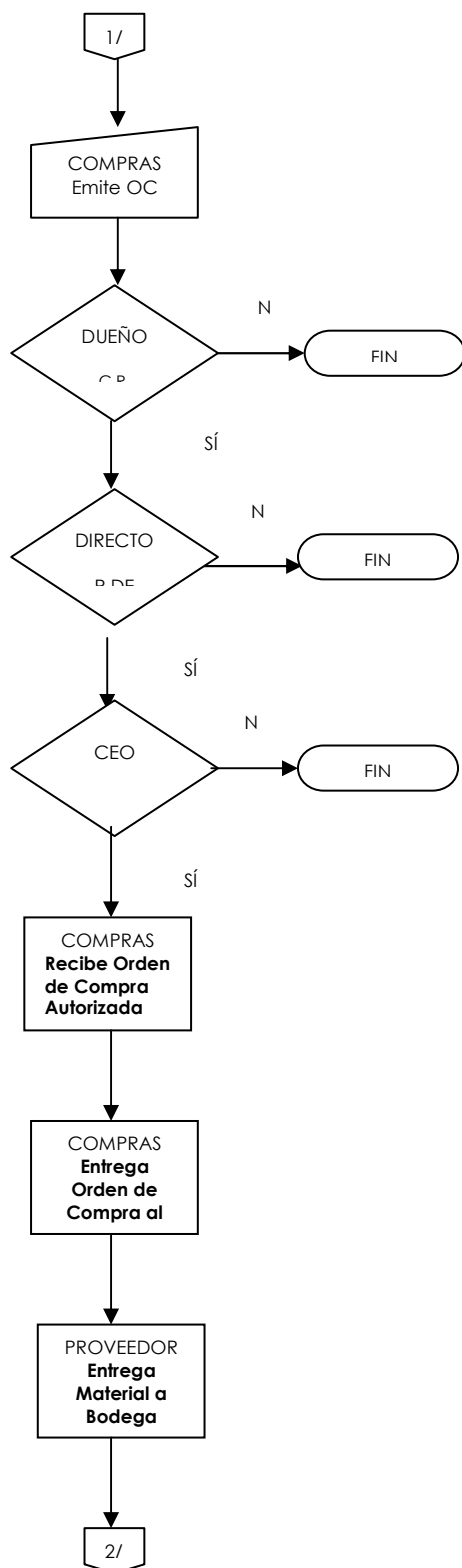 1/
COMPRAS
Emite OC
DUEÑO
N
FIN
SÍ
DIRECTO
N
FIN
SÍ
CEO
N
FIN
SÍ
COMPRAS
Recibe Orden
de Compra
Autorizada
COMPRAS
Entrega
Orden de
Compra al
PROVEEDOR
Entrega
Material a
Bodega
2/